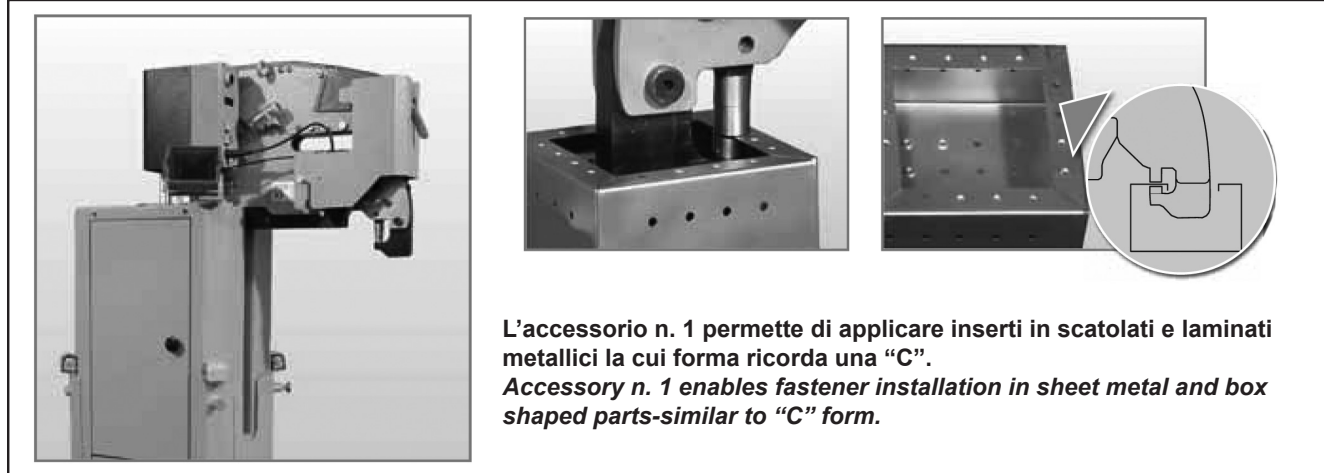 L’accessorio n. 1 permette di applicare inserti in scatolati e laminati
metallici la cui forma ricorda una “C”.
Accessory n. 1 enables fastener installation in sheet metal and box
shaped parts-similar to “C” form.